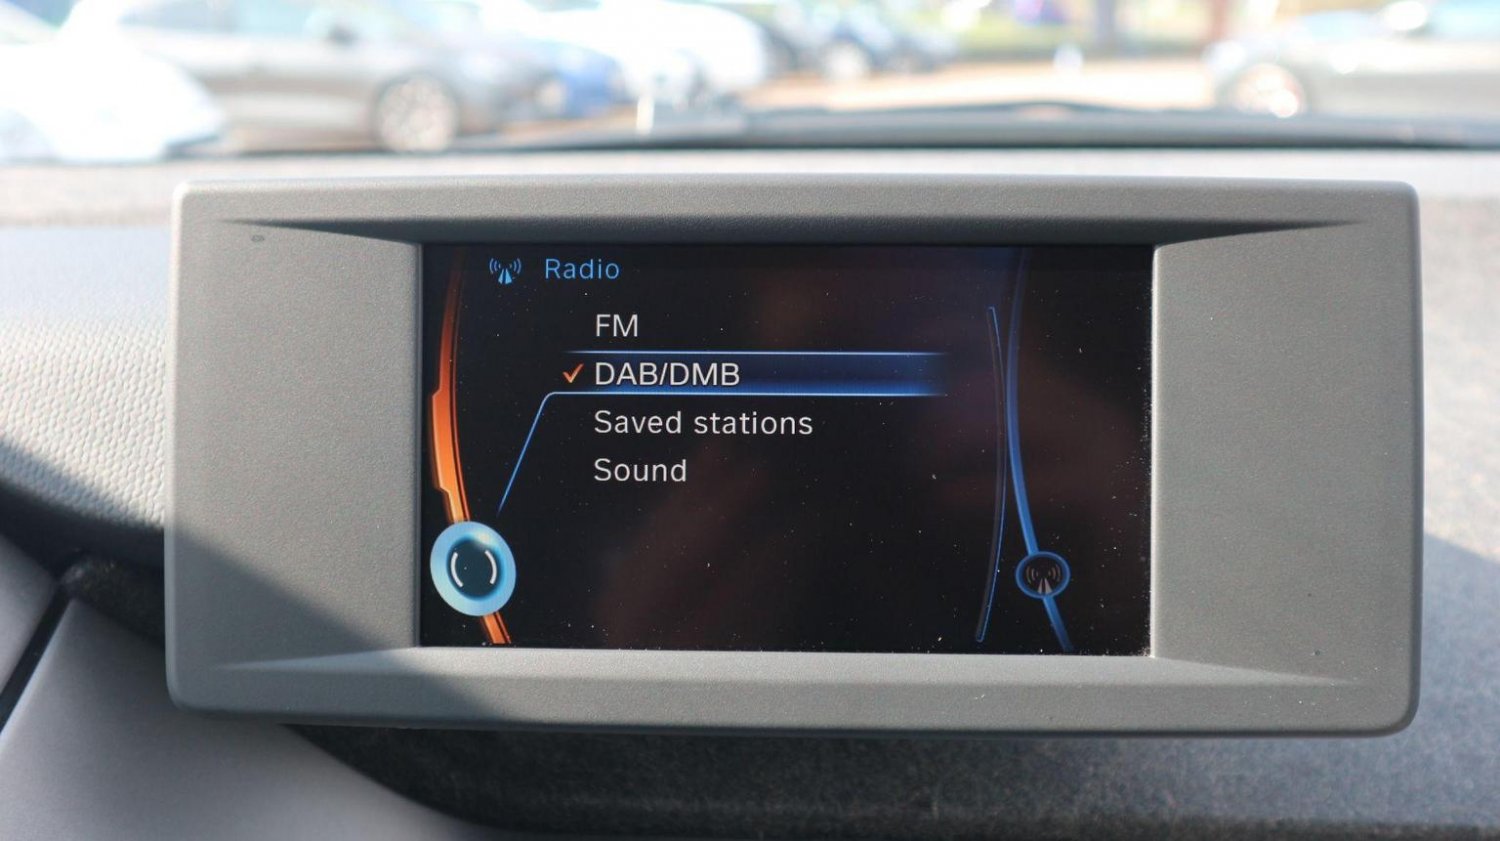 Radio
FM
DAB/DMB
Saved stations
Sound